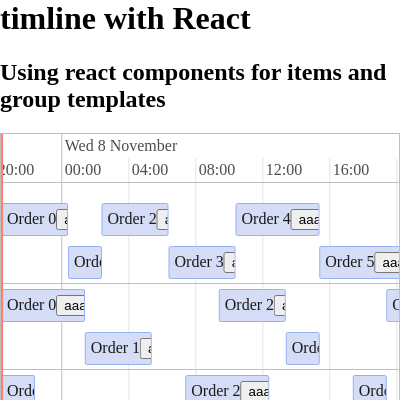 timline with React
Using react components for items and
group templates
Wed 8 November
20:00 00:00 04:00 08:00 12:00 16:00
Order 0 Order 2 aa Order 4 aaa
Orde Order 3 Order 5 aaa
Order 0 aaa Order 2
Order 1 Orde
Orde Order 2 aaa Orde